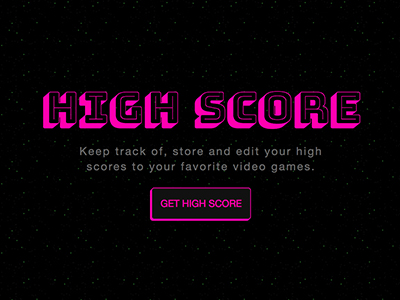 HIGH SCORE
Keep track of, store and edit your high
scores to your favorite video games.
GET HIGH SCORE